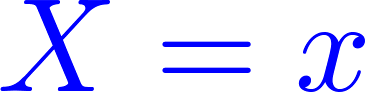 X = x